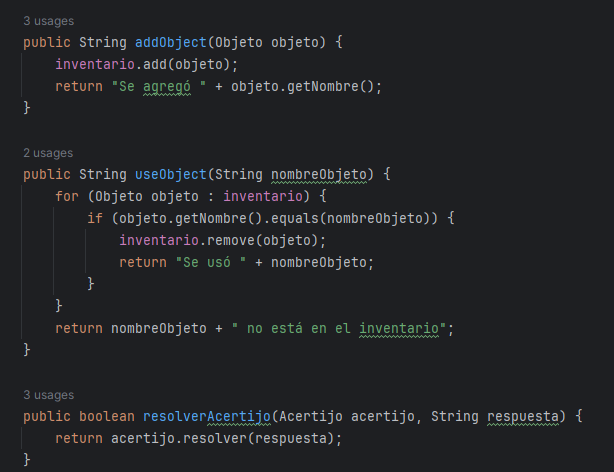 3 usages
public String addObject(Objeto objeto) {
inventario.add(objeto);
return "Se agregó " + objeto.getNombre();
}
2 usages
public String useObject(String nombreObjeto) {
for (Objeto objeto : inventario) {
if (objeto.getNombre().equals(nombreObjeto)) {
inventario.remove(objeto);
return "Se usó " + nombreObjeto;
}
}
return nombreObjeto + " no está en el inventario";
}
3 usages
public boolean resolverAcertijo(Acertijo acertijo, String respuesta) {
return acertijo.resolver(respuesta);
}